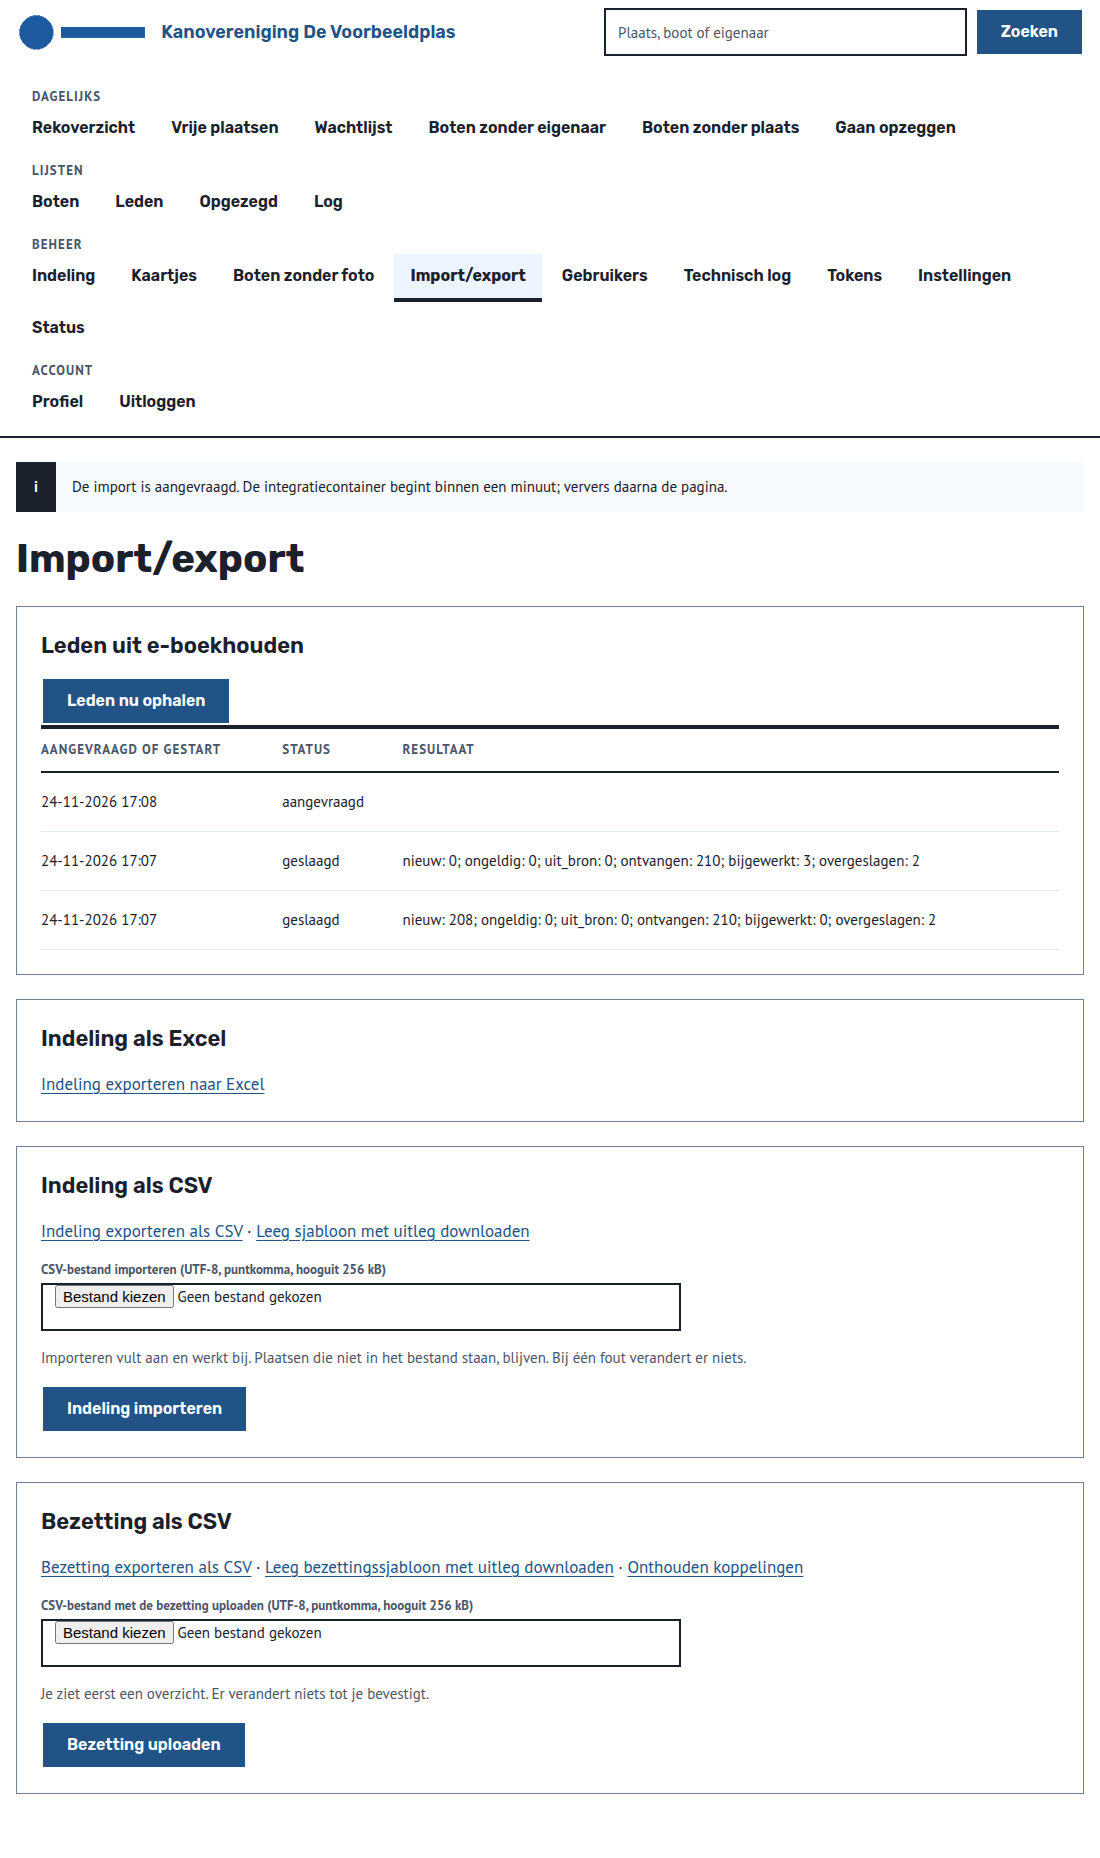 Kanovereniging De Voorbeeldplas
Plaats, boot of eigenaar
Zoeken
DAGELIJKS
Rekoverzicht Vrije plaatsen Wachtlijst Boten zonder eigenaar Boten zonder plaats Gaan opzeggen
LIJSTEN
Boten Leden Opgezegd Log
BEHEER
Indeling Kaartjes Boten zonder foto Import/export Gebruikers Technisch log Tokens Instellingen
Status
ACCOUNT
Profiel Uitloggen
i De import is aangevraagd. De integratiecontainer begint binnen een minuut; ververs daarna de pagina.
Import/export
Leden uit e-boekhouden
Leden nu ophalen
AANGEVRAAGD OF GESTART STATUS RESULTAAT
24-11-2026 17:08 aangevraagd
24-11-2026 17:07 geslaagd nieuw: 0; ongeldig: 0; uit_bron: 0; ontvangen: 210; bijgewerkt: 3; overgeslagen: 2
24-11-2026 17:07 geslaagd nieuw: 208; ongeldig: 0; uit_bron: 0; ontvangen: 210; bijgewerkt: 0; overgeslagen: 2
Indeling als Excel
Indeling exporteren naar Excel
Indeling als CSV
Indeling exporteren als CSV · Leeg sjabloon met uitleg downloaden
CSV-bestand importeren (UTF-8, puntkomma, hooguit 256 kB)
Bestand kiezen Geen bestand gekozen
Importeren vult aan en werkt bij. Plaatsen die niet in het bestand staan, blijven. Bij één fout verandert er niets.
Indeling importeren
Bezetting als CSV
Bezetting exporteren als CSV · Leeg bezettingssjabloon met uitleg downloaden · Onthouden koppelingen
CSV-bestand met de bezetting uploaden (UTF-8, puntkomma, hooguit 256 kB)
Bestand kiezen Geen bestand gekozen
Je ziet eerst een overzicht. Er verandert niets tot je bevestigt.
Bezetting uploaden